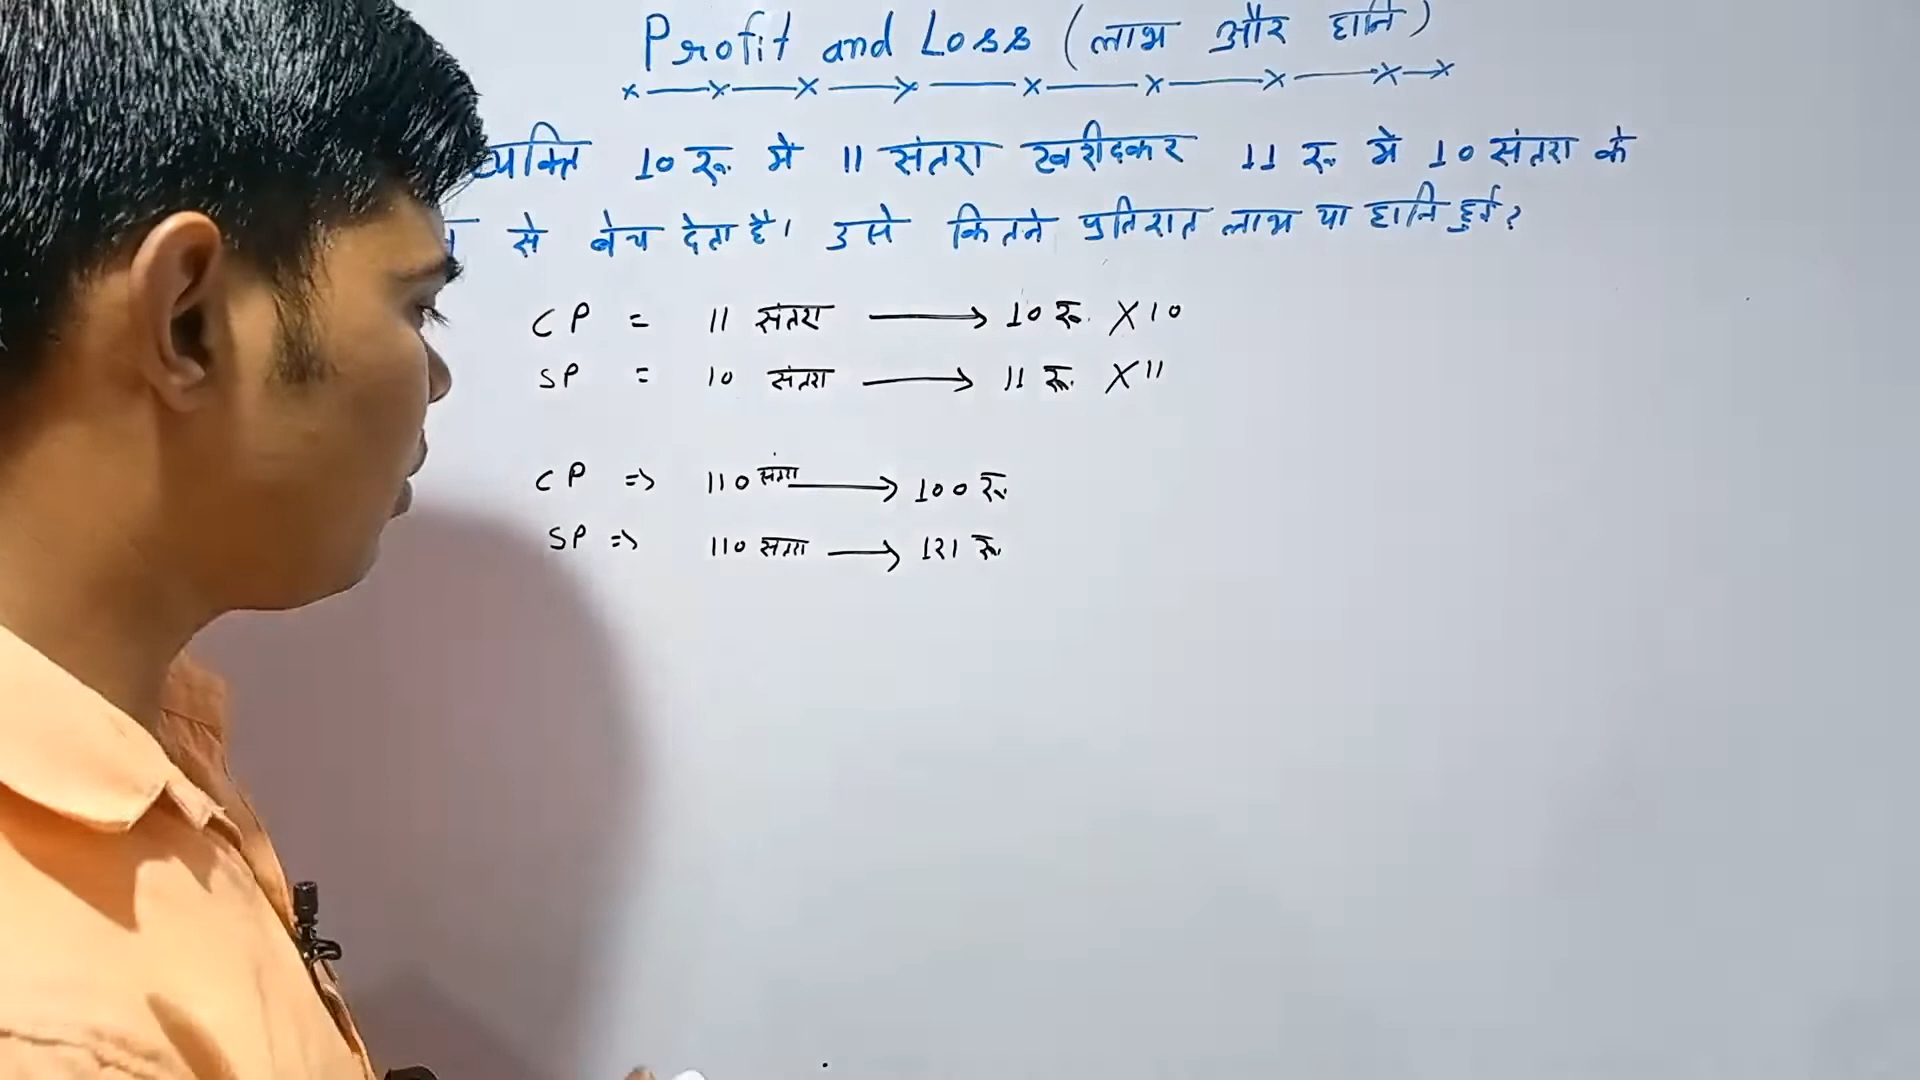 Profit and Loss (लाभ और हानि)
व्यक्ति 10 रू. मे 11 संतरा खरीदकर 11 रू मे 10 संतरा के
से बेच देता है। उसे कितने प्रतिशत लाभ या हानि हुई?
CP = 11 संतरा → 10 रू. X10
SP = 10 संतरा → 11 रू. X11
CP => 110 संतरा → 100 रू.
SP => 110 संतरा → 121 रू.